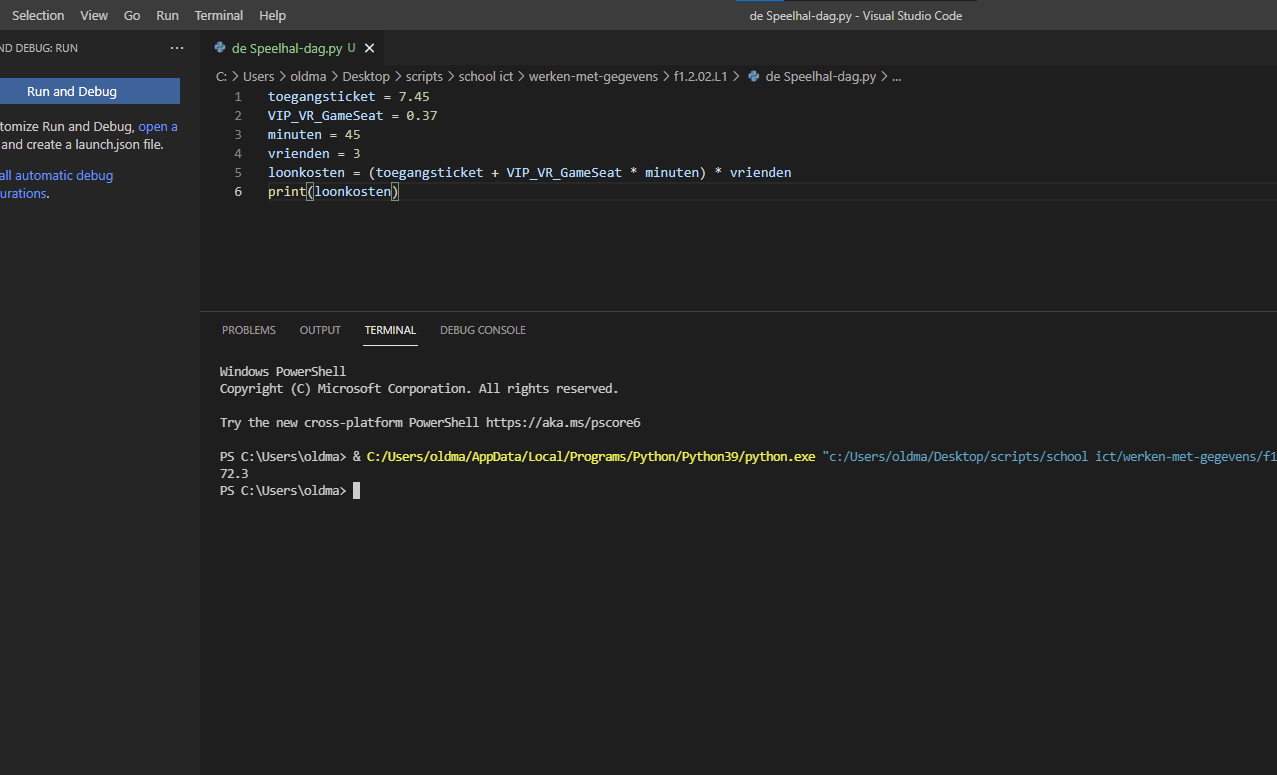 Selection View Go Run Terminal Help de Speelhal-dag.py - Visual Studio Code
ND DEBUG: RUN ···
de Speelhal-dag.py U
Run and Debug
tomize Run and Debug, open a
and create a launch.json file.
all automatic debug
urations.
C: > Users > oldma > Desktop > scripts > school ict > werken-met-gegevens > f1.2.02.L1 > de Speelhal-dag.py > ...
1 toegangsticket = 7.45
2 VIP_VR_GameSeat = 0.37
3 minuten = 45
4 vrienden = 3
5 loonkosten = (toegangsticket + VIP_VR_GameSeat * minuten) * vrienden
6 print(loonkosten)
PROBLEMS OUTPUT TERMINAL DEBUG CONSOLE
Windows PowerShell
Copyright (C) Microsoft Corporation. All rights reserved.
Try the new cross-platform PowerShell https://aka.ms/pscore6
PS C:\Users\oldma> & C:/Users/oldma/AppData/Local/Programs/Python/Python39/python.exe "c:/Users/oldma/Desktop/scripts/school ict/werken-met-gegevens/f1
72.3
PS C:\Users\oldma>